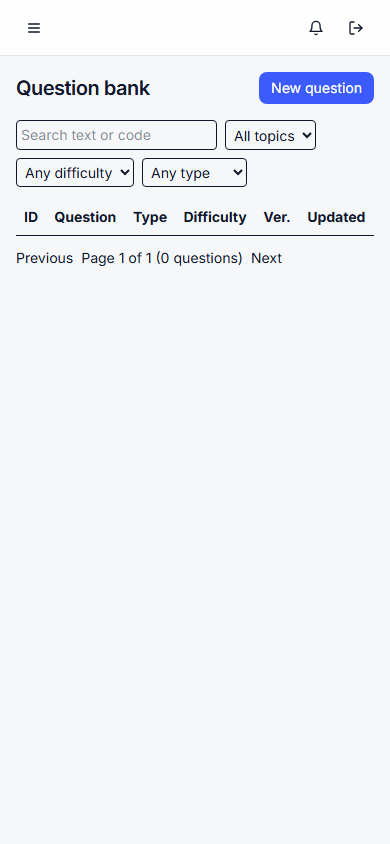 Question bank New question
Search text or code All topics
Any difficulty Any type
ID Question Type Difficulty Ver. Updated
Previous Page 1 of 1 (0 questions) Next